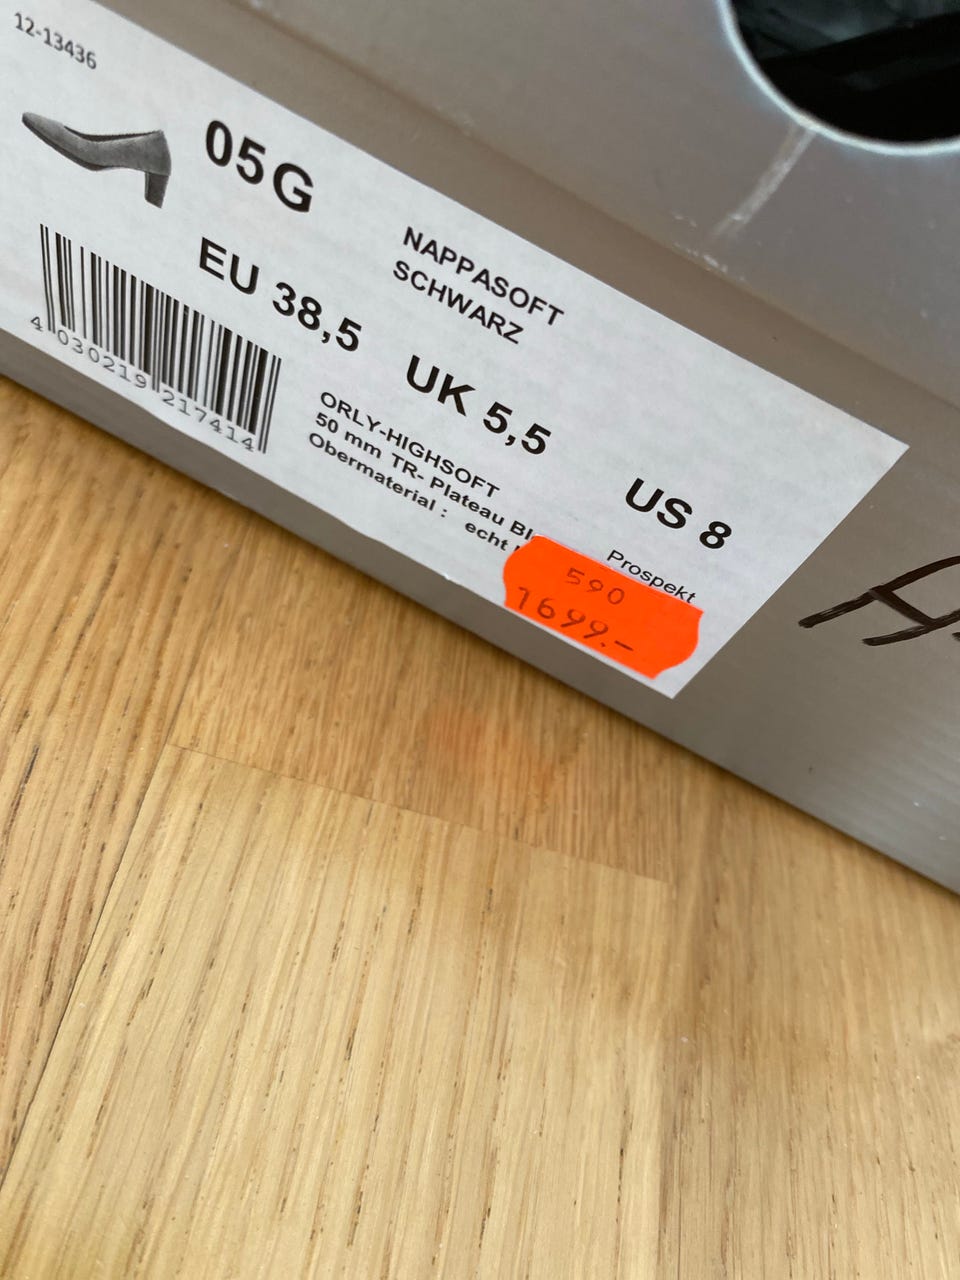 12-13436
05G
NAPPASOFT
SCHWARZ
EU 38,5
UK 5,5
US 8
4 030219 217414
ORLY-HIGHSOFT
50 mm TR- Plateau
Obermaterial : echt
Prospekt
590
1699.-